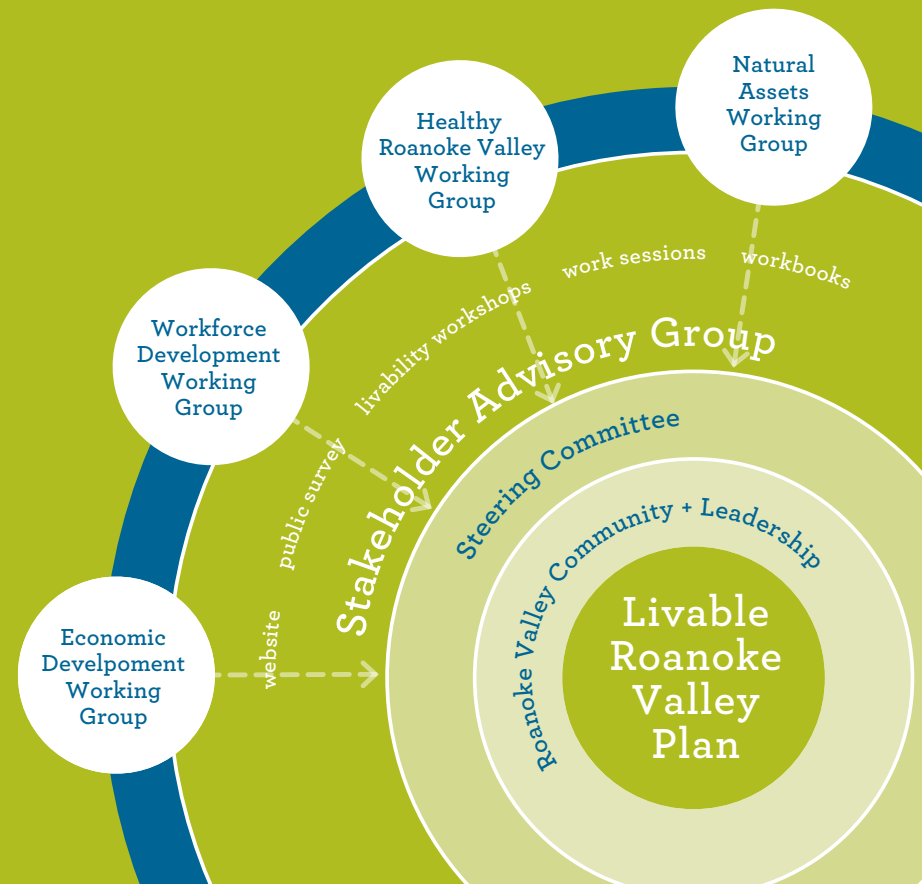 Natural
Assets
Working
Group
Healthy
Roanoke Valley
Working
Group
Workforce
Development
Working
Group
Economic
Develpoment
Working
Group
website
public survey
livability workshops
work sessions
workbooks
Stakeholder Advisory Group
Steering Committee
Roanoke Valley Community + Leadership
Livable
Roanoke
Valley
Plan